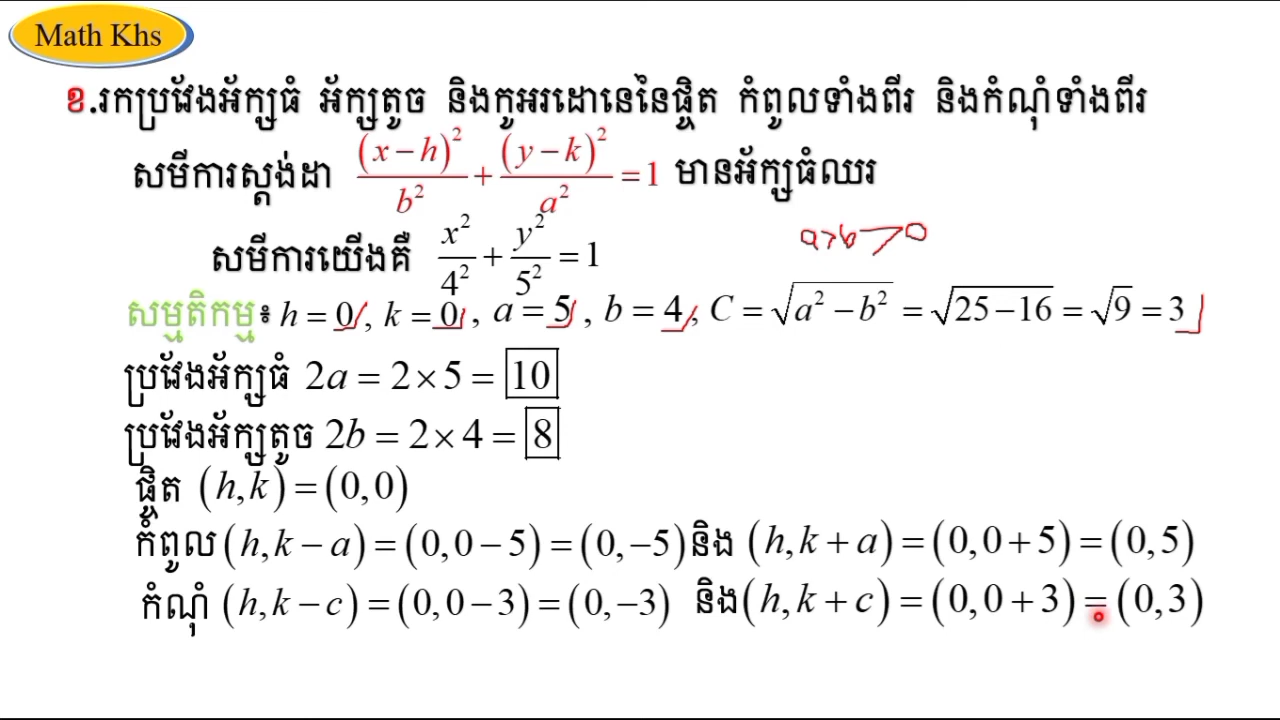 Math Khs
ខ.រកប្រវែងអ័ក្សធំ អ័ក្សតូច និងកូអរដោនេនៃផ្ចិត កំពូលទាំងពីរ និងកំណុំទាំងពីរ
សមីការស្តង់ដា (x − h)²/b² + (y − k)²/a² = 1 មានអ័ក្សធំឈរ
a>b>0
សមីការយើងគឺ x²/4² + y²/5² = 1
សម្មតិកម្ម៖ h = 0, k = 0, a = 5, b = 4, C = √(a² − b²) = √(25 − 16) = √9 = 3
ប្រវែងអ័ក្សធំ 2a = 2 × 5 = 10
ប្រវែងអ័ក្សតូច 2b = 2 × 4 = 8
ផ្ចិត (h,k) = (0,0)
កំពូល (h,k − a) = (0,0 − 5) = (0,−5) និង (h,k + a) = (0,0 + 5) = (0,5)
កំណុំ (h,k − c) = (0,0 − 3) = (0,−3) និង (h,k + c) = (0,0 + 3) = (0,3)